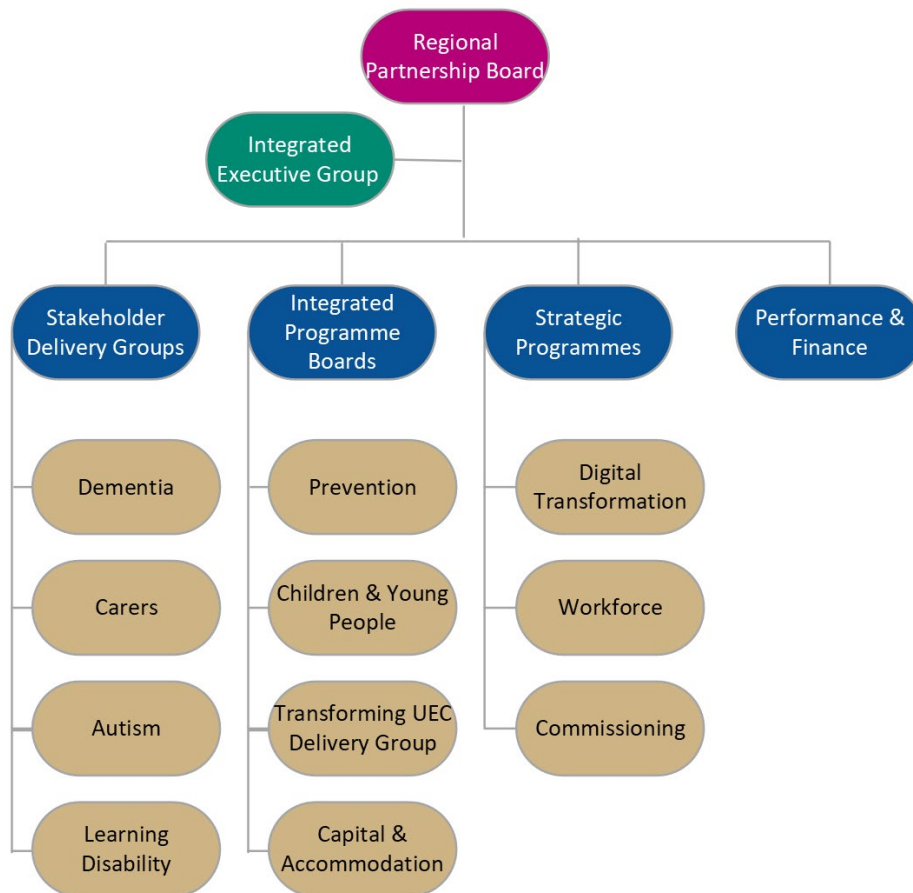 Regional
Partnership Board
Integrated
Executive Group
Stakeholder
Delivery Groups
Integrated
Programme
Boards
Strategic
Programmes
Performance &
Finance
Dementia
Prevention
Digital
Transformation
Carers
Children & Young
People
Workforce
Autism
Transforming UEC
Delivery Group
Commissioning
Learning
Disability
Capital &
Accommodation